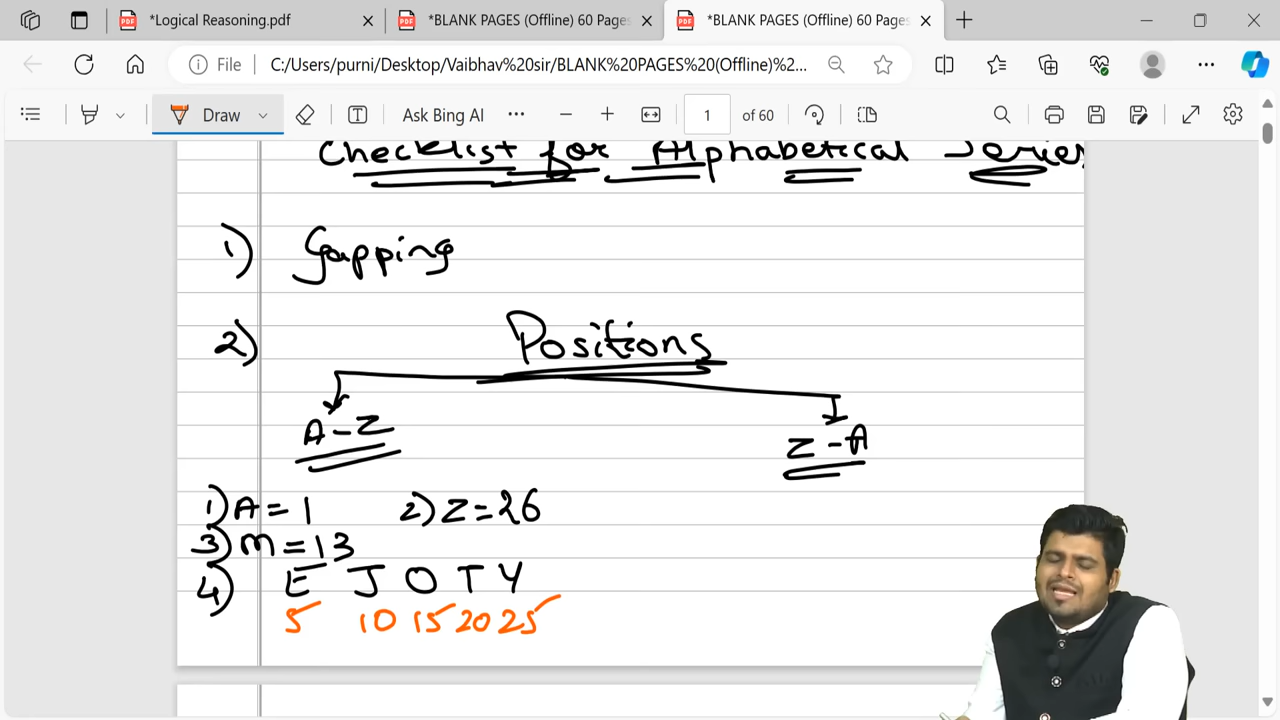 *Logical Reasoning.pdf
*BLANK PAGES (Offline) 60 Pages
*BLANK PAGES (Offline) 60 Pages
File
C:/Users/purni/Desktop/Vaibhav%20sir/BLANK%20PAGES%20(Offline)%2...
Draw
Ask Bing AI
1 of 60
Checklist for Alphabetical Series
1) Gapping
2) Positions
A - Z
Z - A
1) A = 1 2) Z = 26
3) M = 13
4) E J O T Y
5 10 15 20 25